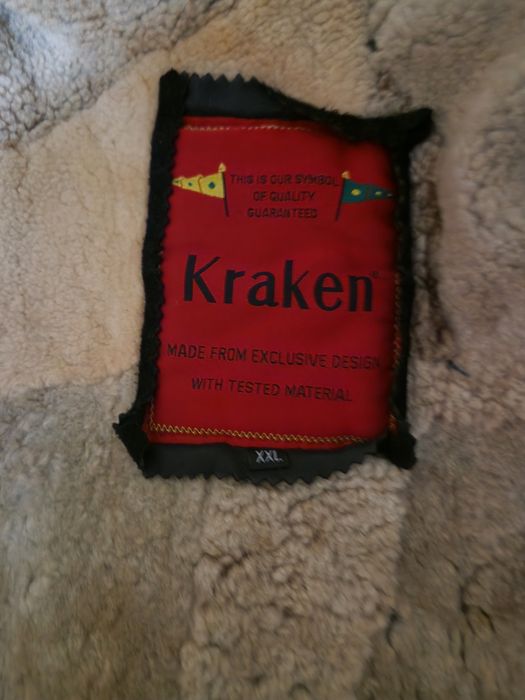 THIS IS OUR SYMBOL
OF QUALITY
GUARANTEED
Kraken®
MADE FROM EXCLUSIVE DESIGN
WITH TESTED MATERIAL
XXL